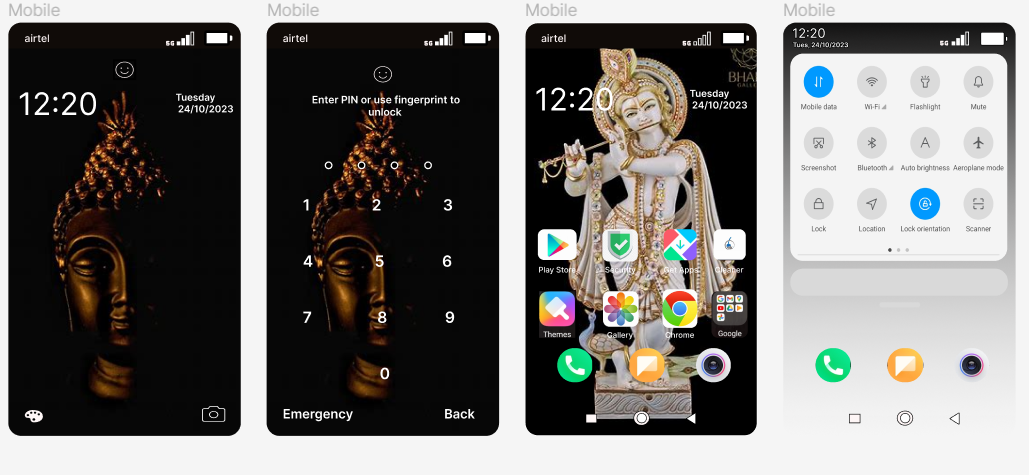 Mobile
airtel
5G
12:20
Tuesday
24/10/2023
Mobile
airtel
5G
Enter PIN or use fingerprint to
unlock
1 2 3
4 5 6
7 8 9
0
Emergency Back
Mobile
airtel
5G
12:20
Tuesday
24/10/2023
Play Store Security Get Apps Cleaner
Themes Gallery Chrome Google
Mobile
12:20
Tues, 24/10/2023
5G
Mobile data Wi-Fi Flashlight Mute
Screenshot Bluetooth Auto brightness Aeroplane mode
Lock Location Lock orientation Scanner